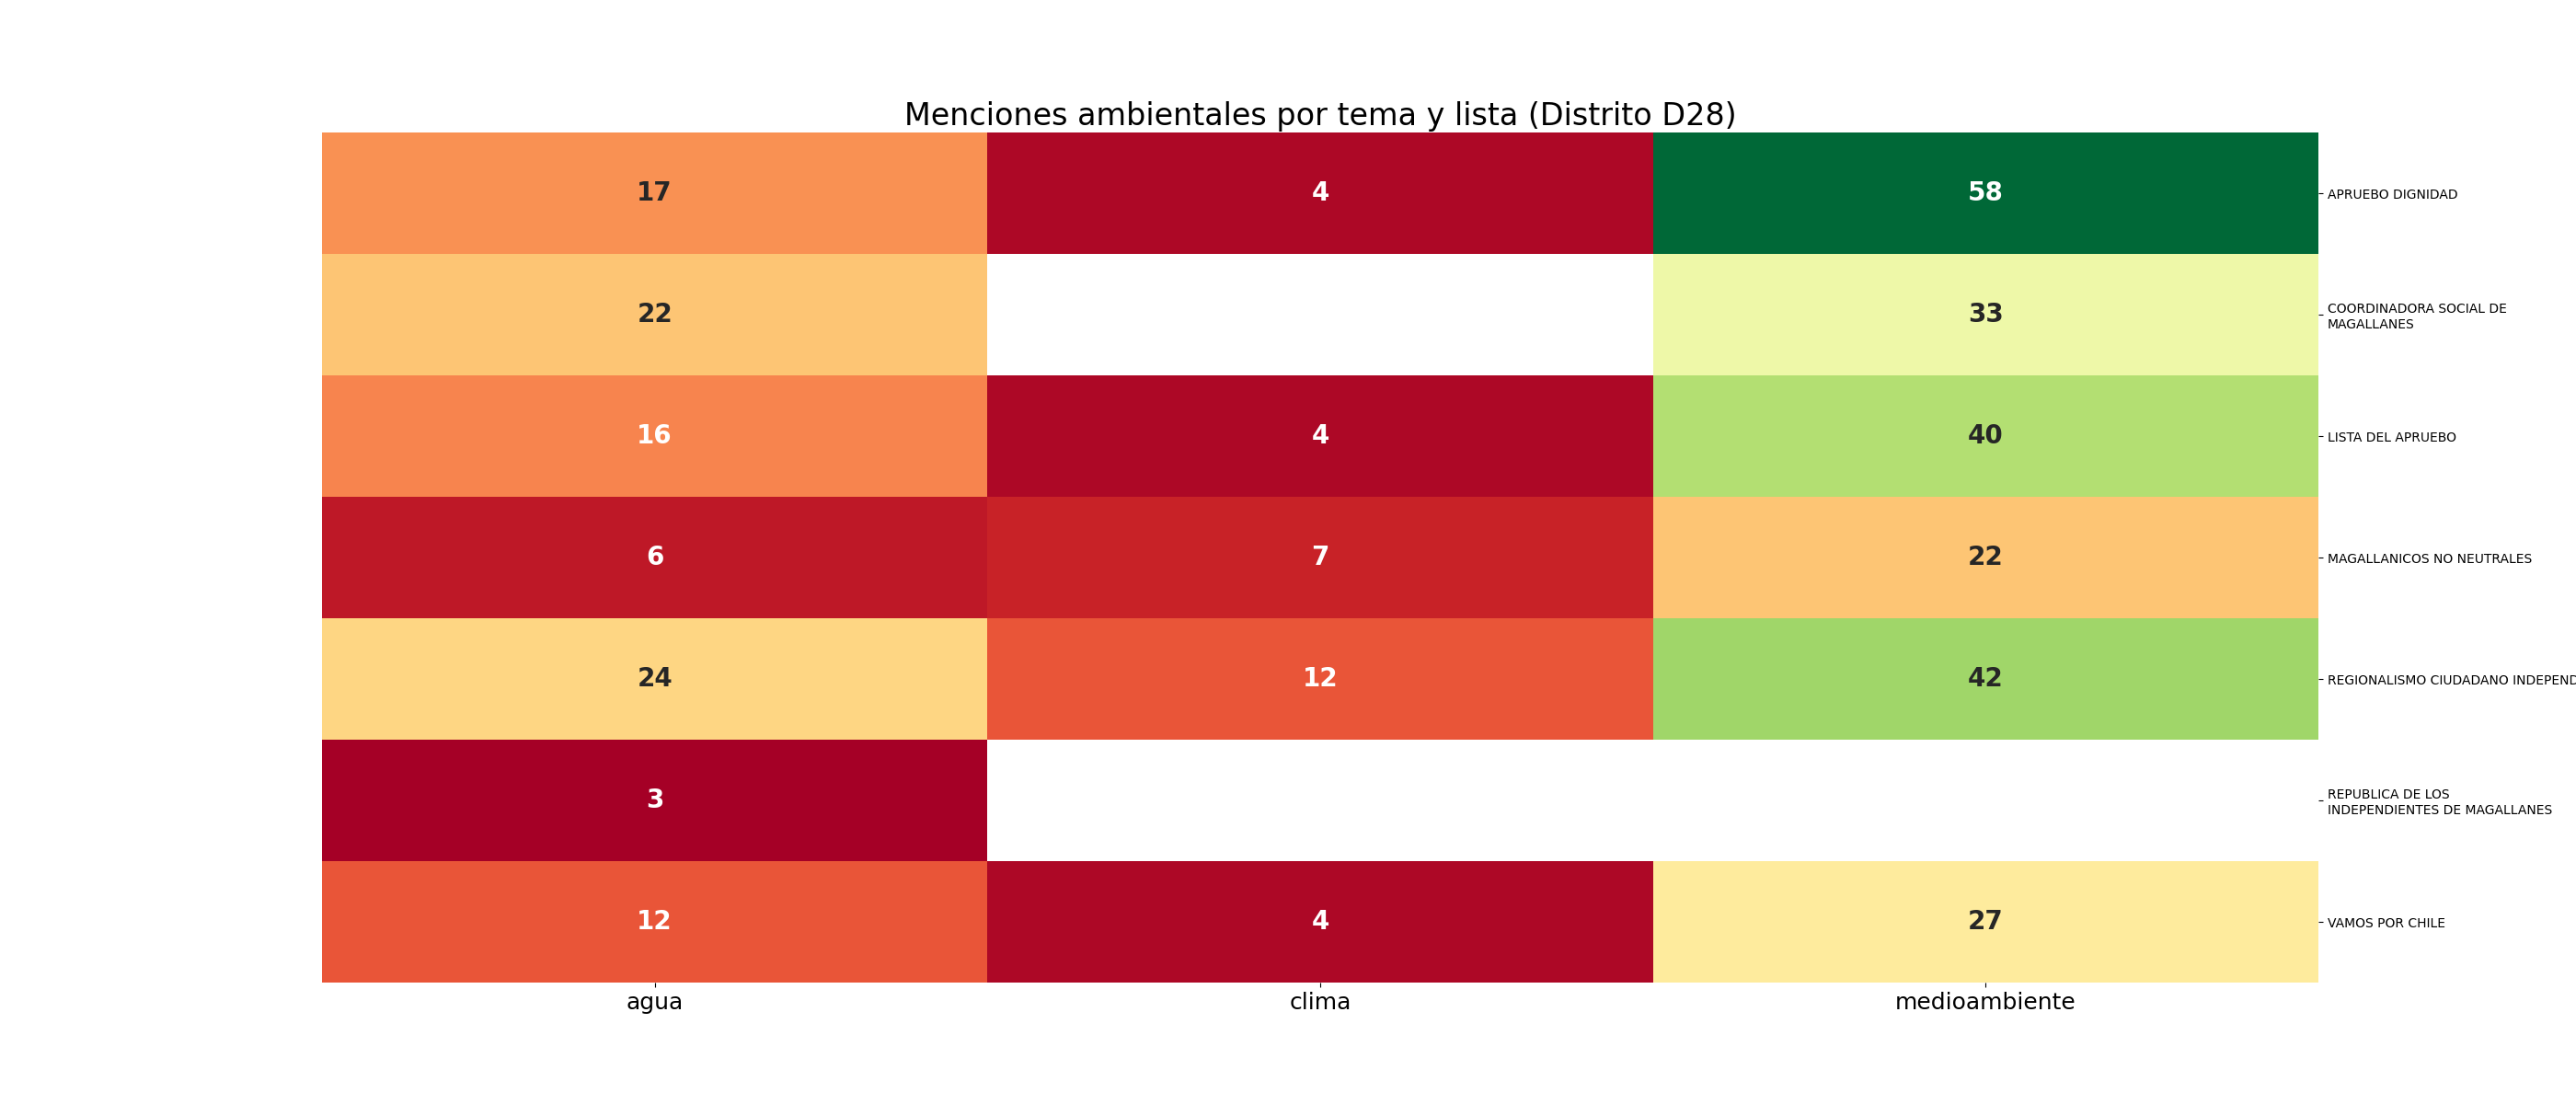 Menciones ambientales por tema y lista (Distrito D28)
17 4 58 APRUEBO DIGNIDAD
22 33 COORDINADORA SOCIAL DE
MAGALLANES
16 4 40 LISTA DEL APRUEBO
6 7 22 MAGALLANICOS NO NEUTRALES
24 12 42 REGIONALISMO CIUDADANO INDEPEND
3 REPUBLICA DE LOS
INDEPENDIENTES DE MAGALLANES
12 4 27 VAMOS POR CHILE
agua clima medioambiente